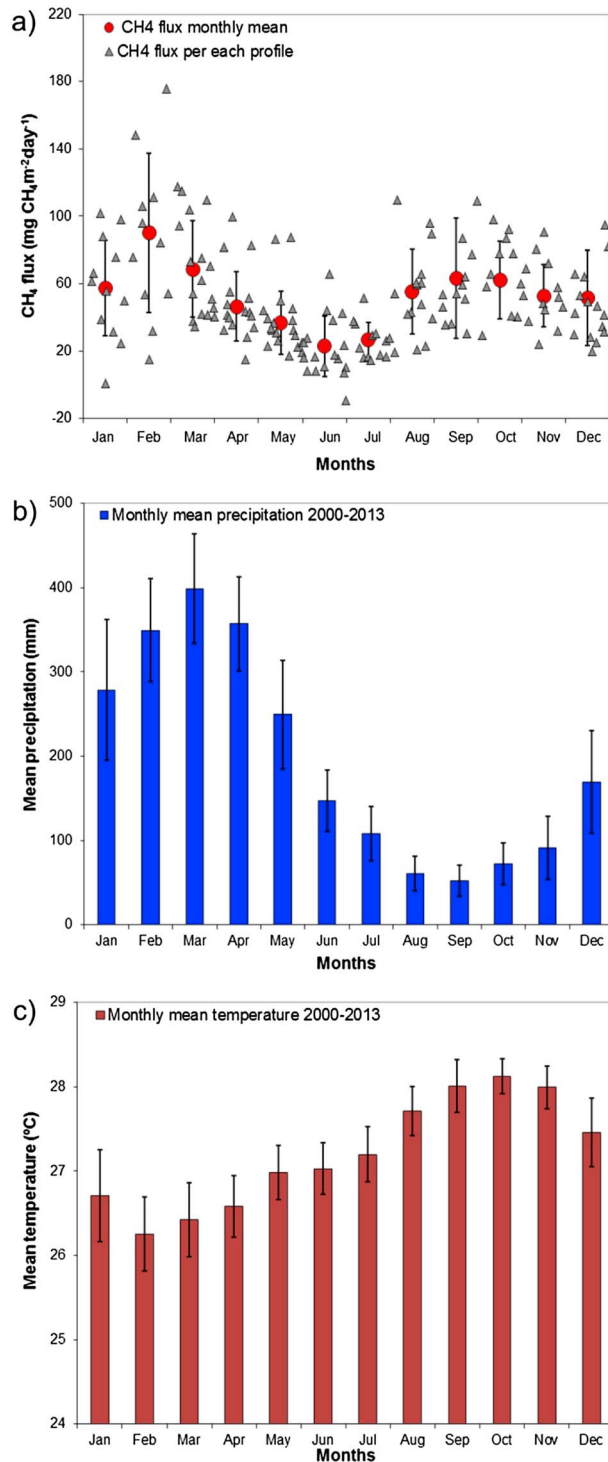 a)
CH4 flux monthly mean
CH4 flux per each profile
CH₄ flux (mg CH₄m⁻²day⁻¹)
220
180
140
100
60
20
-20
Jan Feb Mar Apr May Jun Jul Aug Sep Oct Nov Dec
Months
b)
Monthly mean precipitation 2000-2013
Mean precipitation (mm)
500
400
300
200
100
0
Jan Feb Mar Apr May Jun Jul Aug Sep Oct Nov Dec
Months
c)
Monthly mean temperature 2000-2013
Mean temperature (ºC)
29
28
27
26
25
24
Jan Feb Mar Apr May Jun Jul Aug Sep Oct Nov Dec
Months